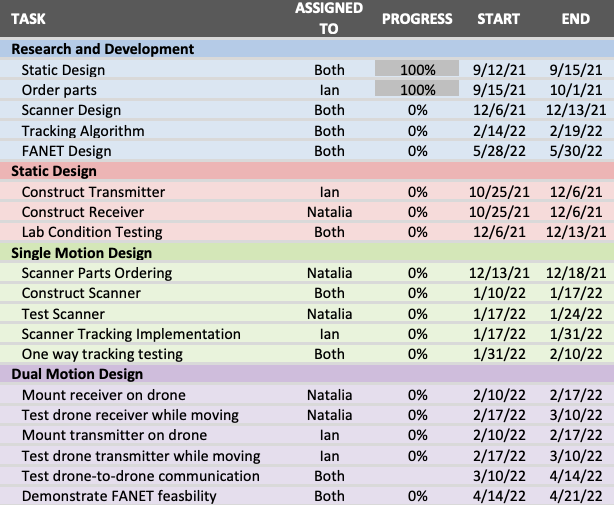 TASK ASSIGNED TO PROGRESS START END
Research and Development
Static Design Both 100% 9/12/21 9/15/21
Order parts Ian 100% 9/15/21 10/1/21
Scanner Design Both 0% 12/6/21 12/13/21
Tracking Algorithm Both 0% 2/14/22 2/19/22
FANET Design Both 0% 5/28/22 5/30/22
Static Design
Construct Transmitter Ian 0% 10/25/21 12/6/21
Construct Receiver Natalia 0% 10/25/21 12/6/21
Lab Condition Testing Both 0% 12/6/21 12/13/21
Single Motion Design
Scanner Parts Ordering Natalia 0% 12/13/21 12/18/21
Construct Scanner Both 0% 1/10/22 1/17/22
Test Scanner Natalia 0% 1/17/22 1/24/22
Scanner Tracking Implementation Ian 0% 1/17/22 1/31/22
One way tracking testing Both 0% 1/31/22 2/10/22
Dual Motion Design
Mount receiver on drone Natalia 0% 2/10/22 2/17/22
Test drone receiver while moving Natalia 0% 2/17/22 3/10/22
Mount transmitter on drone Ian 0% 2/10/22 2/17/22
Test drone transmitter while moving Ian 0% 2/17/22 3/10/22
Test drone-to-drone communication Both 3/10/22 4/14/22
Demonstrate FANET feasbility Both 0% 4/14/22 4/21/22